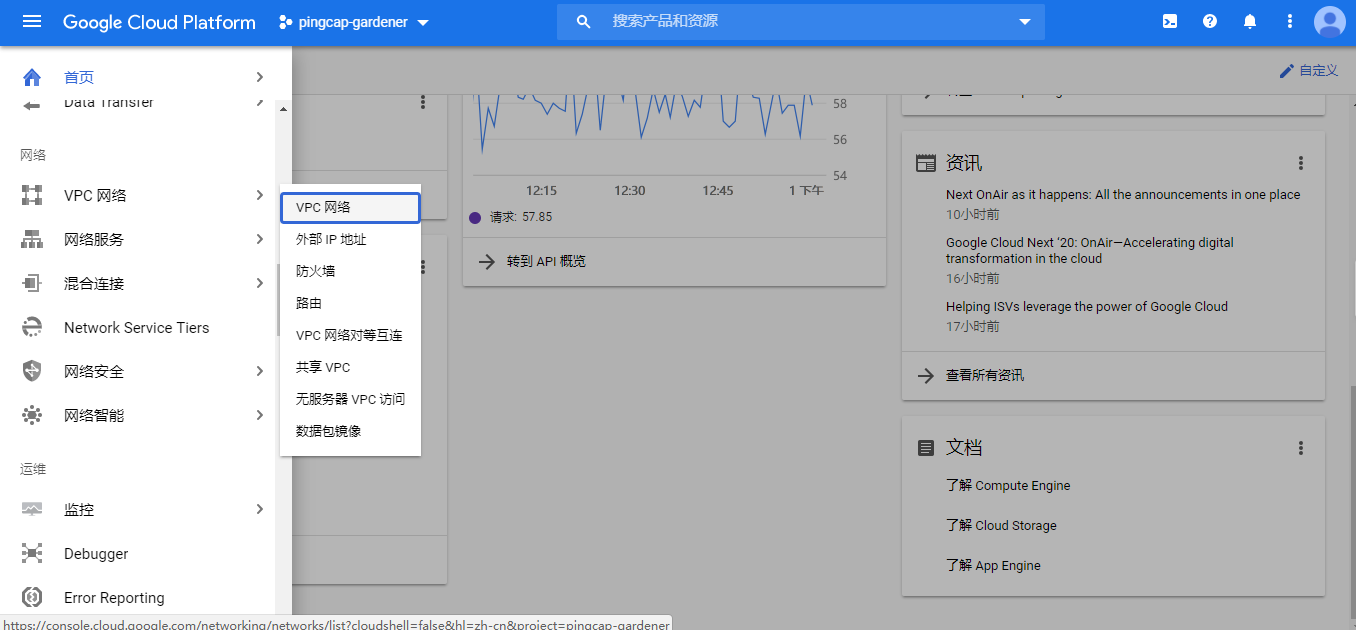 Google Cloud Platform
pingcap-gardener
搜索产品和资源
首页
Data Transfer
网络
VPC 网络
网络服务
混合连接
Network Service Tiers
网络安全
网络智能
运维
监控
Debugger
Error Reporting
VPC 网络
外部 IP 地址
防火墙
路由
VPC 网络对等互连
共享 VPC
无服务器 VPC 访问
数据包镜像
58
56
54
12:15
12:30
12:45
1 下午
请求: 57.85
转到 API 概览
自定义
资讯
Next OnAir as it happens: All the announcements in one place
10小时前
Google Cloud Next ‘20: OnAir—Accelerating digital
transformation in the cloud
16小时前
Helping ISVs leverage the power of Google Cloud
17小时前
查看所有资讯
文档
了解 Compute Engine
了解 Cloud Storage
了解 App Engine
https://console.cloud.google.com/networking/networks/list?cloudshell=false&hl=zh-cn&project=pingcap-gardener